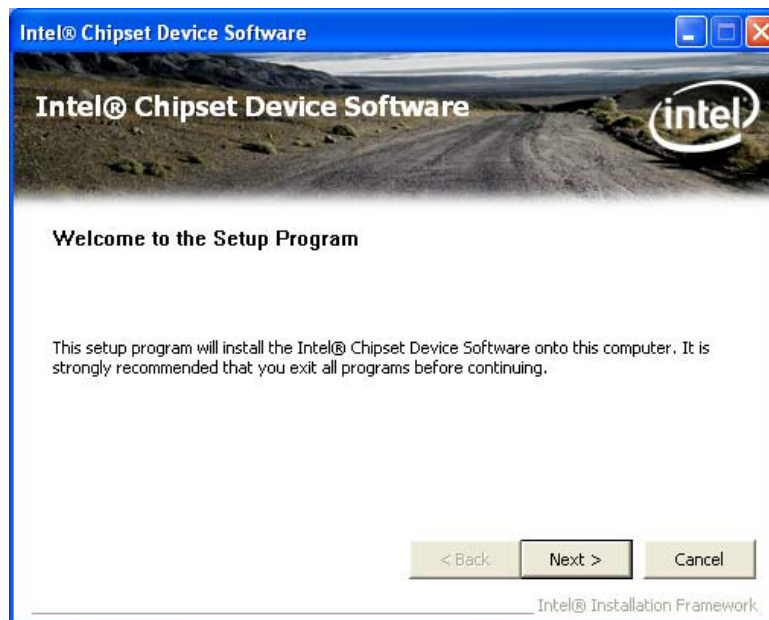 Intel® Chipset Device Software
Intel® Chipset Device Software
intel
Welcome to the Setup Program
This setup program will install the Intel® Chipset Device Software onto this computer. It is
strongly recommended that you exit all programs before continuing.
< Back
Next >
Cancel
Intel® Installation Framework